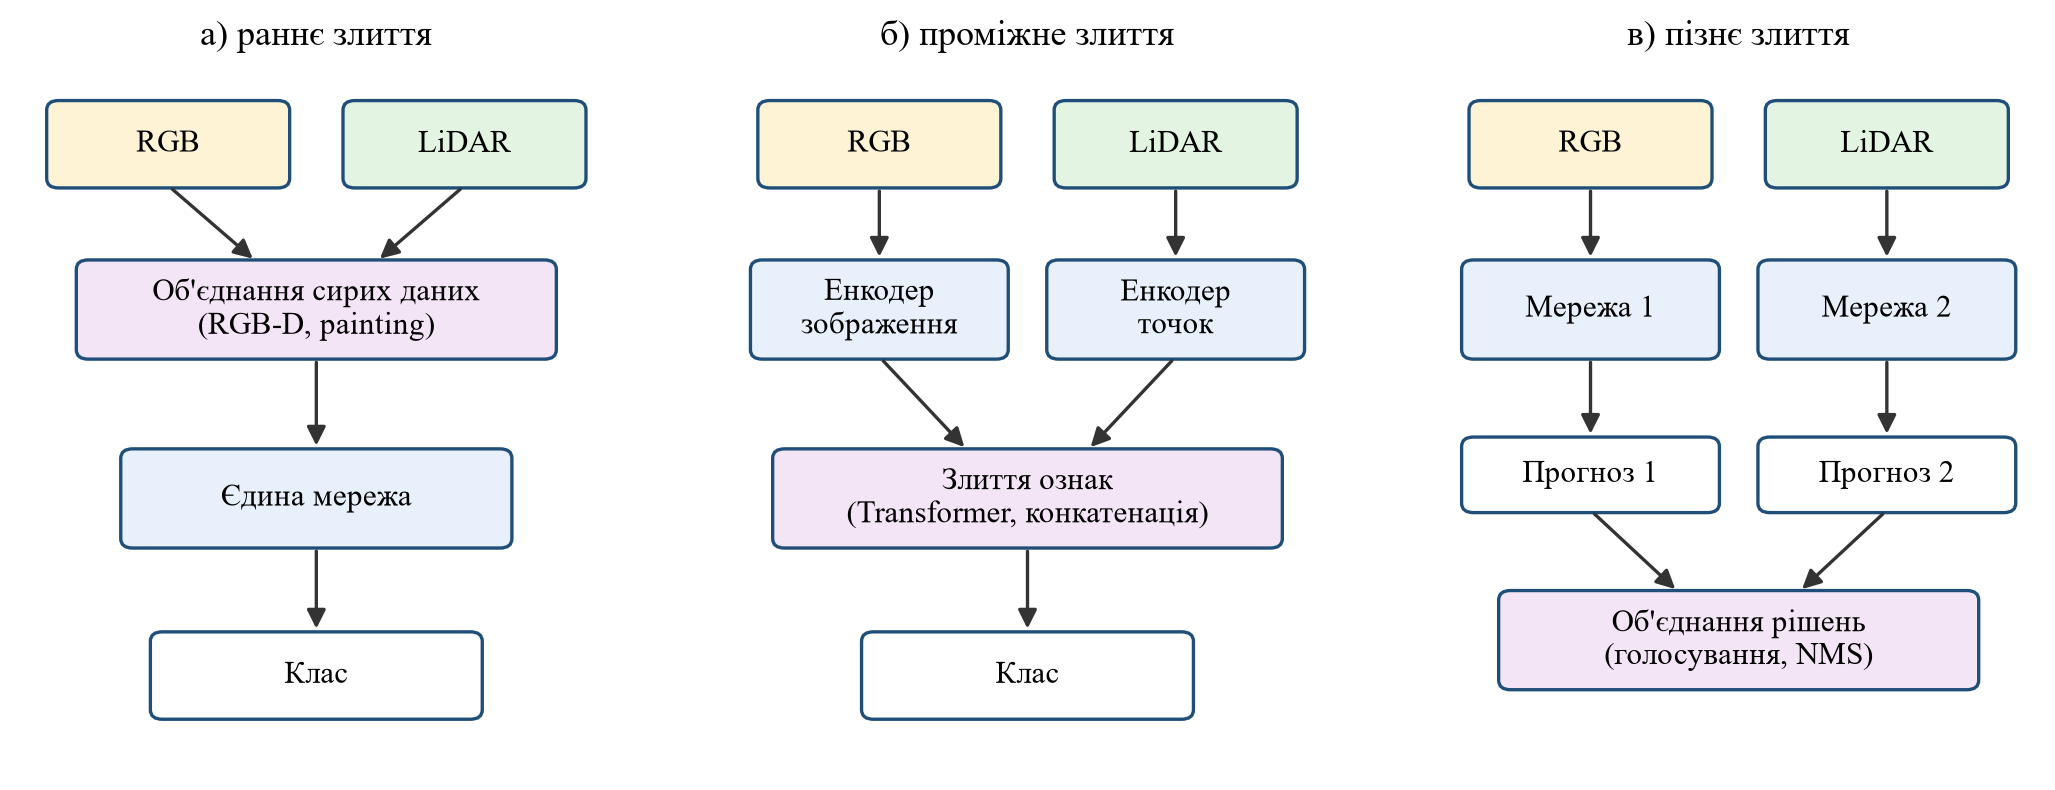 а) раннє злиття
RGB
LiDAR
Об'єднання сирих даних
(RGB-D, painting)
Єдина мережа
Клас
б) проміжне злиття
RGB
LiDAR
Енкодер
зображення
Енкодер
точок
Злиття ознак
(Transformer, конкатенація)
Клас
в) пізнє злиття
RGB
LiDAR
Мережа 1
Мережа 2
Прогноз 1
Прогноз 2
Об'єднання рішень
(голосування, NMS)